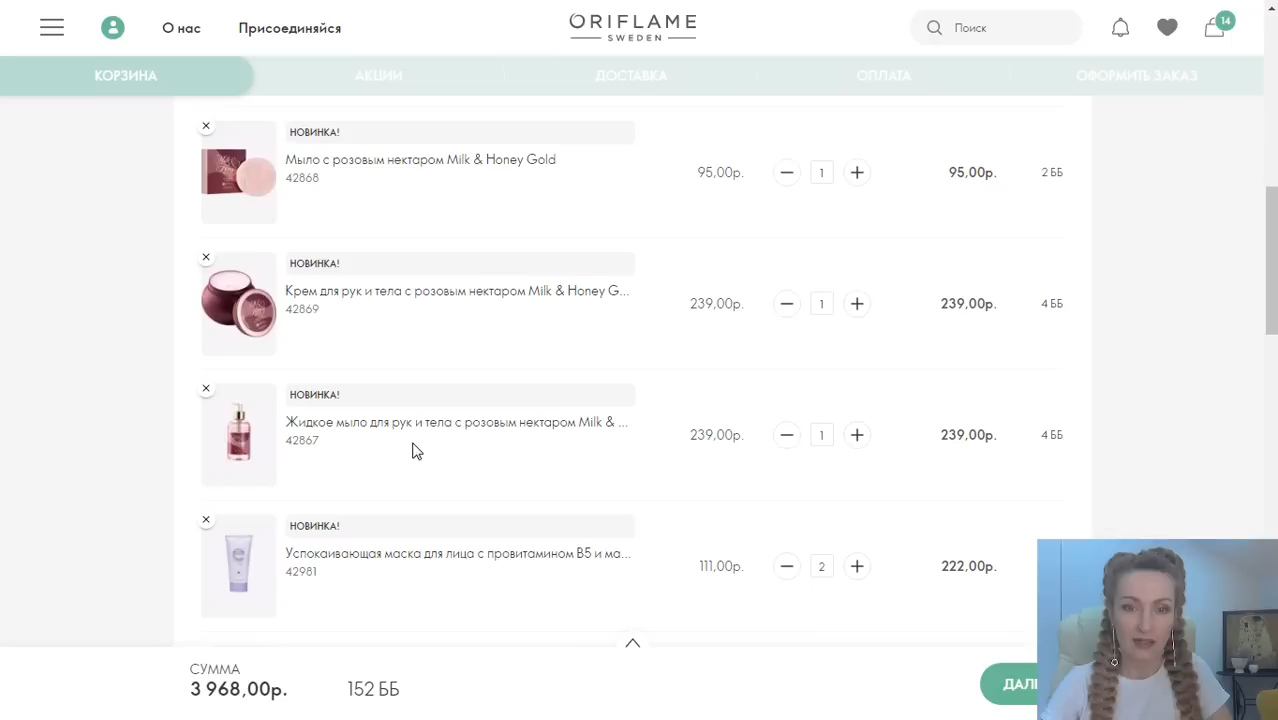 О нас
Присоединяйся
ORIFLAME
SWEDEN
Поиск
14
КОРЗИНА
АКЦИИ
ДОСТАВКА
ОПЛАТА
ОФОРМИТЬ ЗАКАЗ
НОВИНКА!
Мыло с розовым нектаром Milk & Honey Gold
42868
95,00р.
1
95,00р.
2 ББ
НОВИНКА!
Крем для рук и тела с розовым нектаром Milk & Honey G...
42869
239,00р.
1
239,00р.
4 ББ
НОВИНКА!
Жидкое мыло для рук и тела с розовым нектаром Milk & ...
42867
239,00р.
1
239,00р.
4 ББ
НОВИНКА!
Успокаивающая маска для лица с провитамином B5 и ма...
42981
111,00р.
2
222,00р.
СУММА
3 968,00р.
152 ББ